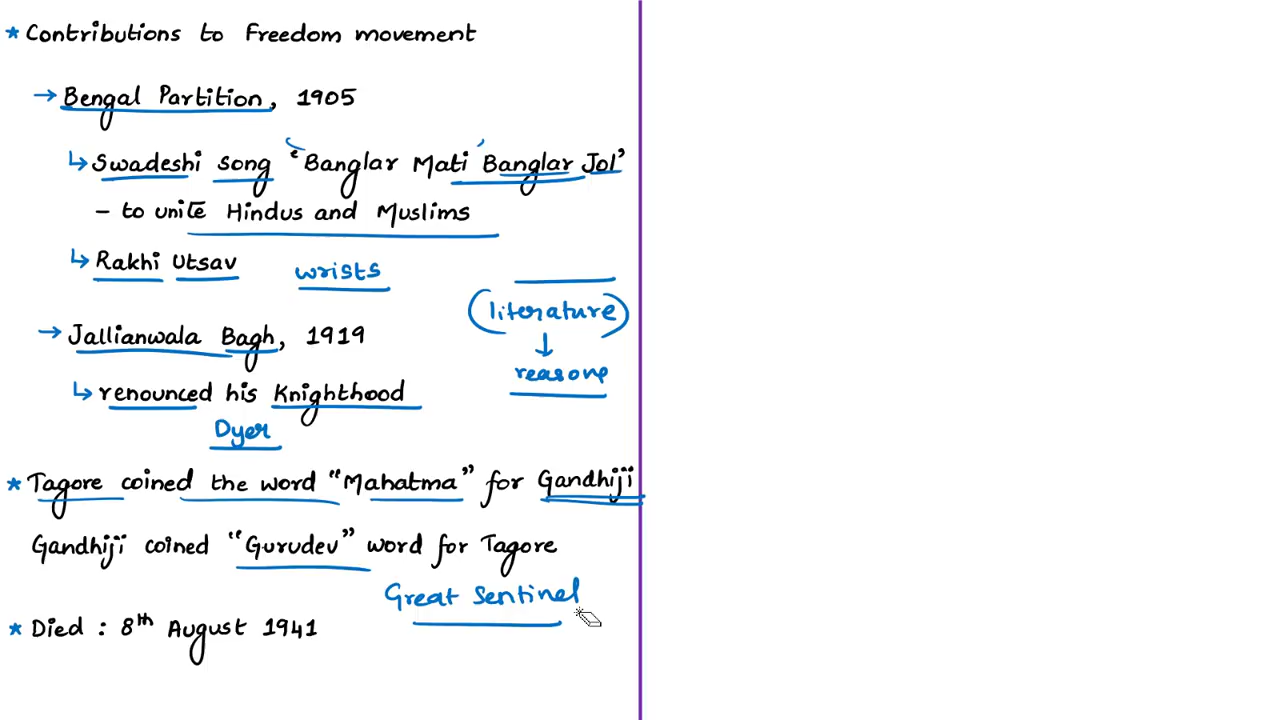 * Contributions to Freedom movement
→ Bengal Partition, 1905
↳ Swadeshi song ‘Banglar Mati Banglar Jol’
- to unite Hindus and Muslims
↳ Rakhi Utsav
wrists
(literature)
↓
reasons
→ Jallianwala Bagh, 1919
↳ renounced his Knighthood
Dyer
* Tagore coined the word “Mahatma” for Gandhiji
Gandhiji coined “Gurudev” word for Tagore
Great Sentinel
* Died : 8th August 1941